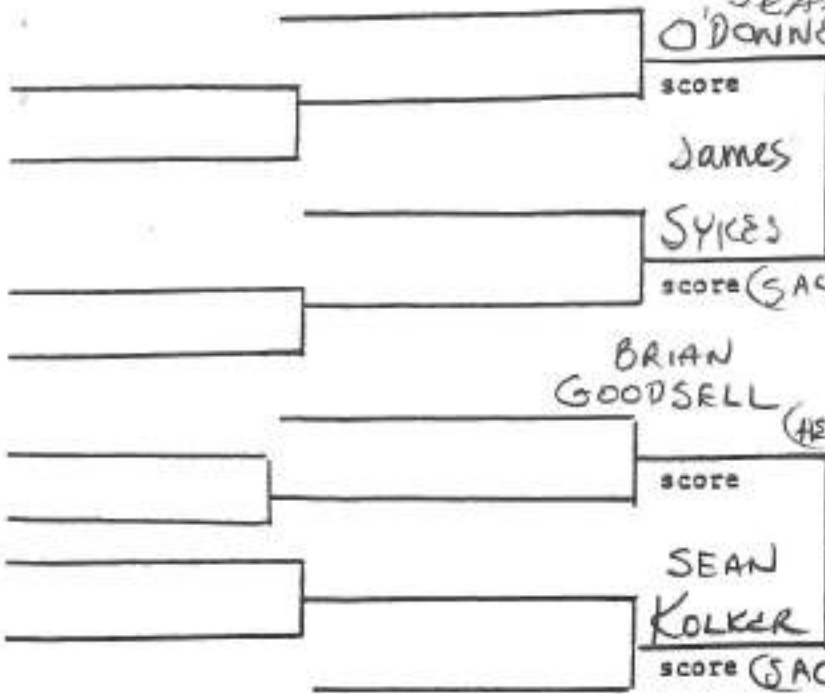 O'DONNE
score
James
SYKES
score (SAC
BRIAN
GOODSELL
score
SEAN
KOLKER
score (SAC